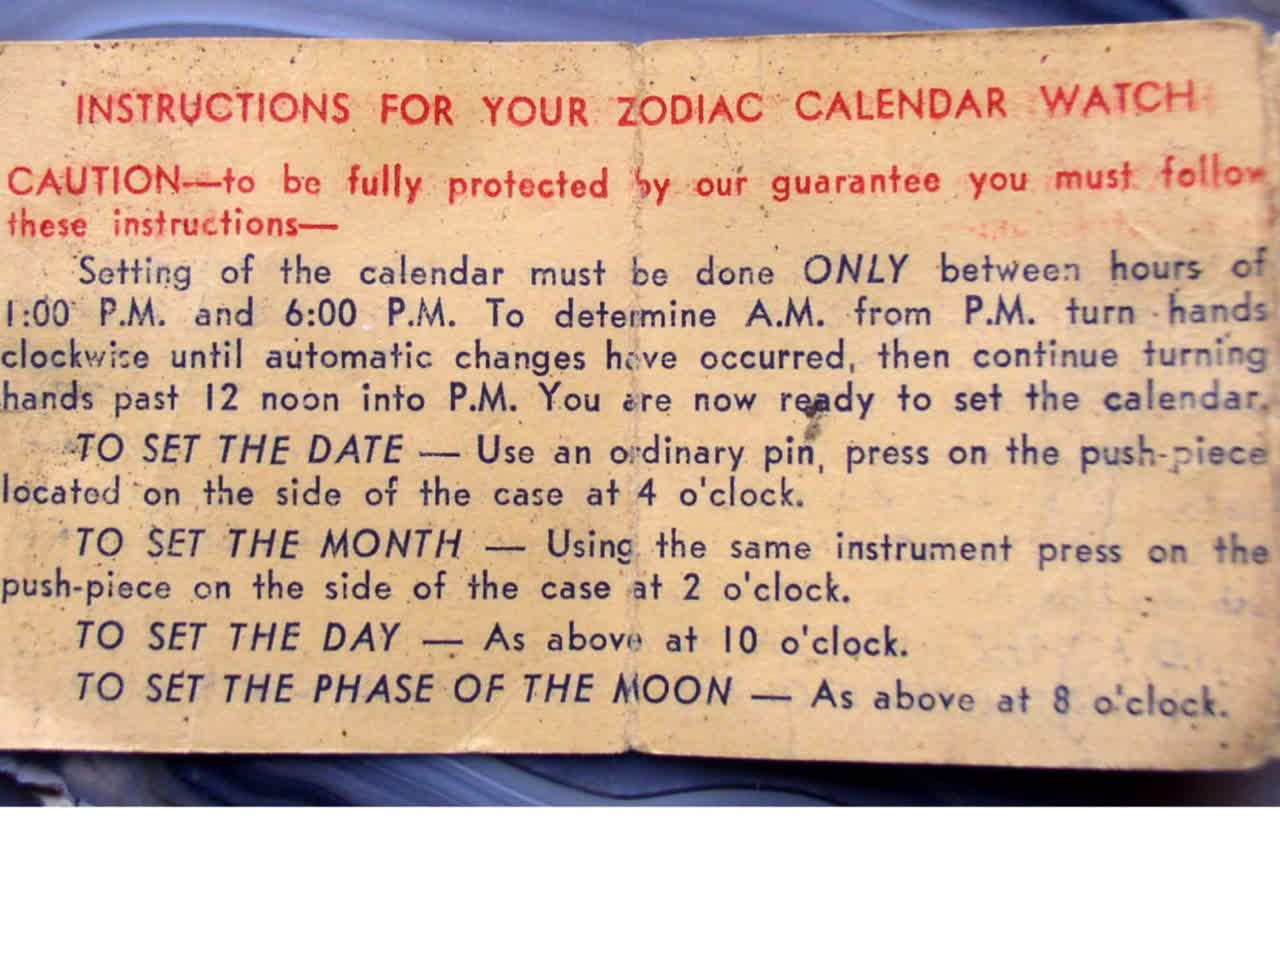 INSTRUCTIONS FOR YOUR ZODIAC CALENDAR WATCH
CAUTION—to be fully protected by our guarantee you must follow
these instructions—
Setting of the calendar must be done ONLY between hours of
1:00 P.M. and 6:00 P.M. To determine A.M. from P.M. turn hands
clockwise until automatic changes have occurred, then continue turning
hands past 12 noon into P.M. You are now ready to set the calendar.
TO SET THE DATE — Use an ordinary pin, press on the push-piece
located on the side of the case at 4 o'clock.
TO SET THE MONTH — Using the same instrument press on the
push-piece on the side of the case at 2 o'clock.
TO SET THE DAY — As above at 10 o'clock.
TO SET THE PHASE OF THE MOON — As above at 8 o'clock.